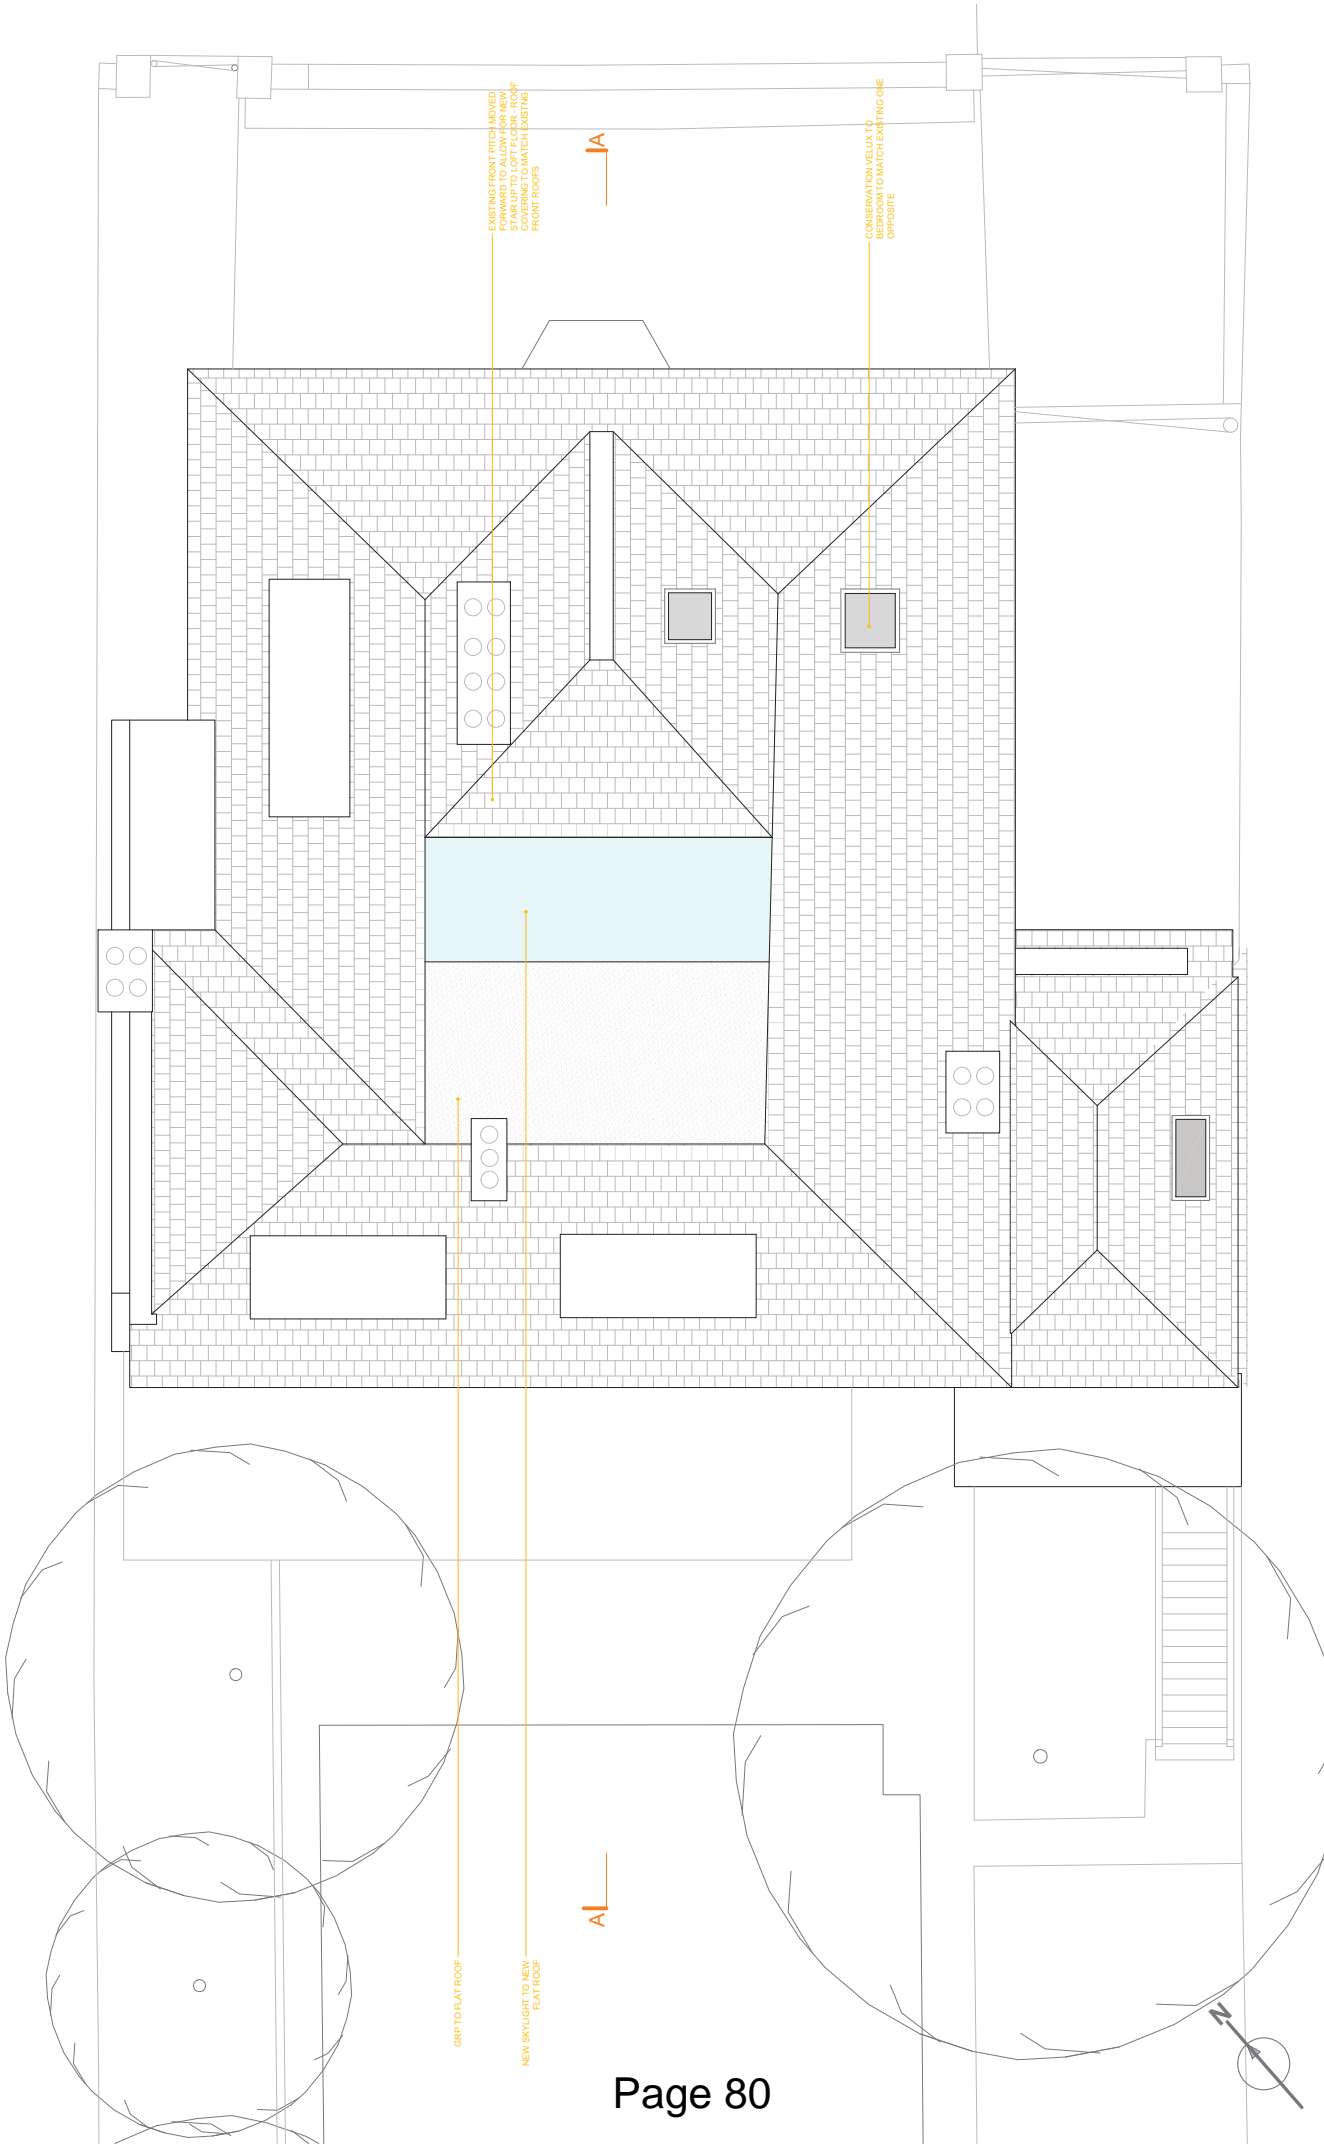 EXISTING FRONT PITCH MOVED
FORWARD TO ALLOW FOR NEW
STAIR UP TO LOFT FLOOR - ROOF
COVERING TO MATCH EXISTNG
FRONT ROOFS
A
CONSERVATION VELUX TO
BEDROOM TO MATCH EXISTING ONE
OPPOSITE
A
GRP TO FLAT ROOF
NEW SKYLIGHT TO NEW
FLAT ROOF
N
Page 80